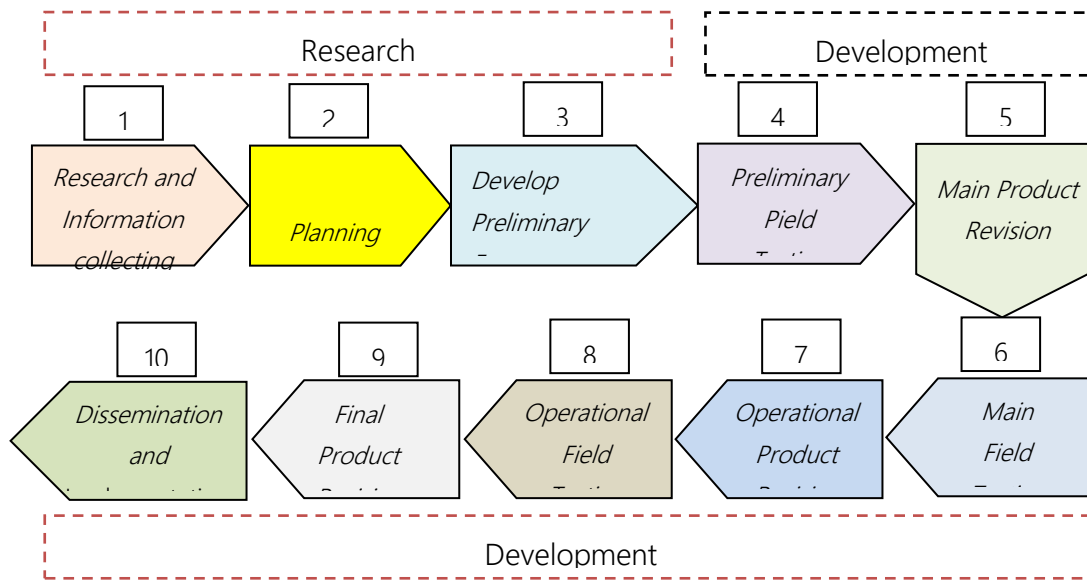 Research
Development
1
2
3
4
5
Research and
Information
collecting
Planning
Develop
Preliminary
Preliminary
Pield
Main Product
Revision
10
9
8
7
6
Dissemination
and
Final
Product
Operational
Field
Operational
Product
Main
Field
Development